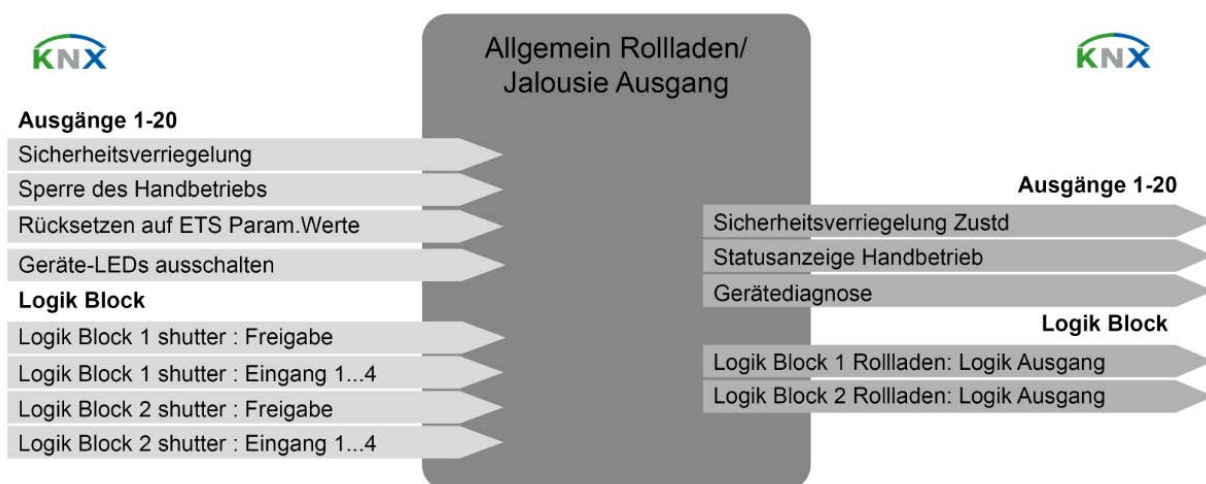 KNX
Allgemein Rollladen/
Jalousie Ausgang
KNX
Ausgänge 1-20
Sicherheitsverriegelung
Sperre des Handbetriebs
Rücksetzen auf ETS Param.Werte
Geräte-LEDs ausschalten
Logik Block
Logik Block 1 shutter : Freigabe
Logik Block 1 shutter : Eingang 1...4
Logik Block 2 shutter : Freigabe
Logik Block 2 shutter : Eingang 1...4
Ausgänge 1-20
Sicherheitsverriegelung Zustd
Statusanzeige Handbetrieb
Gerätediagnose
Logik Block
Logik Block 1 Rollladen: Logik Ausgang
Logik Block 2 Rollladen: Logik Ausgang